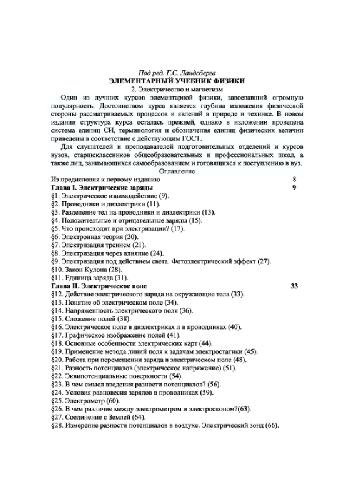 Под ред. Г.С. Ландсберга
ЭЛЕМЕНТАРНЫЙ УЧЕБНИК ФИЗИКИ
2. Электричество и магнетизм
Один из лучших курсов элементарной физики, завоевавший огромную
популярность. Достоинством курса является глубина изложения физической
стороны рассматриваемых процессов и явлений в природе и технике. В новом
издании структура курса осталась прежней, однако в изложении проведена
система единиц СИ, терминология и обозначения единиц физических величин
приведены в соответствие с действующим ГОСТ.
Для слушателей и преподавателей подготовительных отделений и курсов
вузов, старшеклассников общеобразовательных и профессиональных школ, а
также лиц, занимающихся самообразованием и готовящихся к поступлению в вуз.
Оглавление
Из предисловия к первому изданию 8
Глава I. Электрические заряды 9
§1. Электрическое взаимодействие (9).
§2. Проводники и диэлектрики (11).
§3. Разделение тел на проводники и диэлектрики (13).
§4. Положительные и отрицательные заряды (15).
§5. Что происходит при электризации? (17).
§6. Электронная теория (20).
§7. Электризация трением (21).
§8. Электризация через влияние (24).
§9. Электризация под действием света. Фотоэлектрический эффект (27).
§10. Закон Кулона (28).
§11. Единица заряда (31).
Глава II. Электрическое поле 33
§12. Действие электрического заряда на окружающие тела (33).
§13. Понятие об электрическом поле (34).
§14. Напряженность электрического поля (36).
§15. Сложение полей (38).
§16. Электрическое поле в диэлектриках и в проводниках (40).
§17. Графическое изображение полей (41).
§18. Основные особенности электрических карт (44).
§19. Применение метода линий поля к задачам электростатики (45).
§20. Работа при перемещении заряда в электрическом поле (48).
§21. Разность потенциалов (электрическое напряжение) (51).
§22. Эквипотенциальные поверхности (54).
§23. В чем смысл введения разности потенциалов? (56).
§24. Условия равновесия зарядов в проводниках (59).
§25. Электрометр (60).
§26. В чем различие между электрометром и электроскопом?(63).
§27. Соединение с Землей (64).
§28. Измерение разности потенциалов в воздухе. Электрический зонд (66).